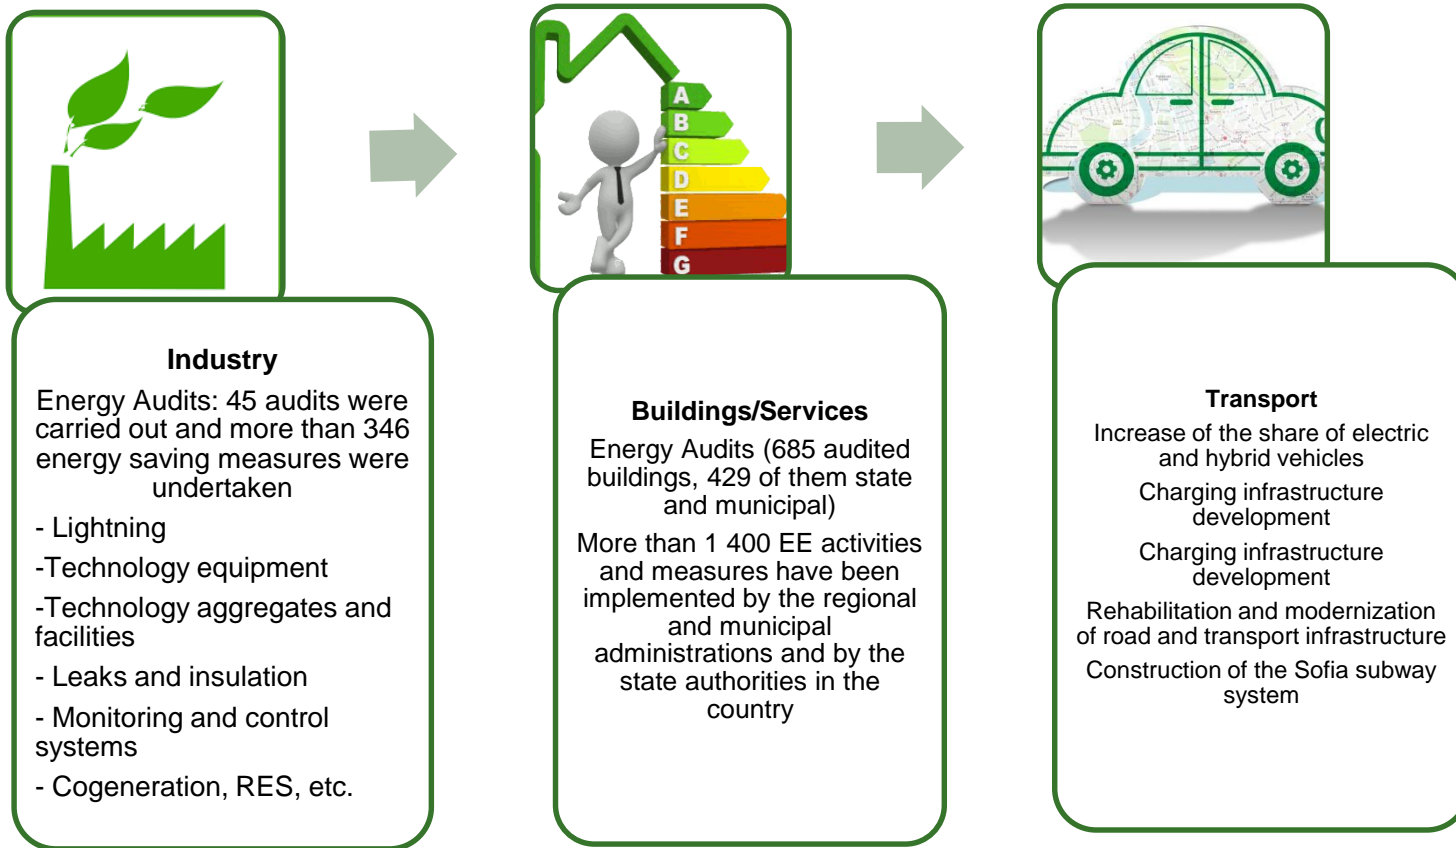 Industry
Energy Audits: 45 audits were
carried out and more than 346
energy saving measures were
undertaken
- Lightning
-Technology equipment
-Technology aggregates and
facilities
- Leaks and insulation
- Monitoring and control
systems
- Cogeneration, RES, etc.
A
B
C
D
E
F
G
Buildings/Services
Energy Audits (685 audited
buildings, 429 of them state
and municipal)
More than 1 400 EE activities
and measures have been
implemented by the regional
and municipal
administrations and by the
state authorities in the
country
Transport
Increase of the share of electric
and hybrid vehicles
Charging infrastructure
development
Charging infrastructure
development
Rehabilitation and modernization
of road and transport infrastructure
Construction of the Sofia subway
system